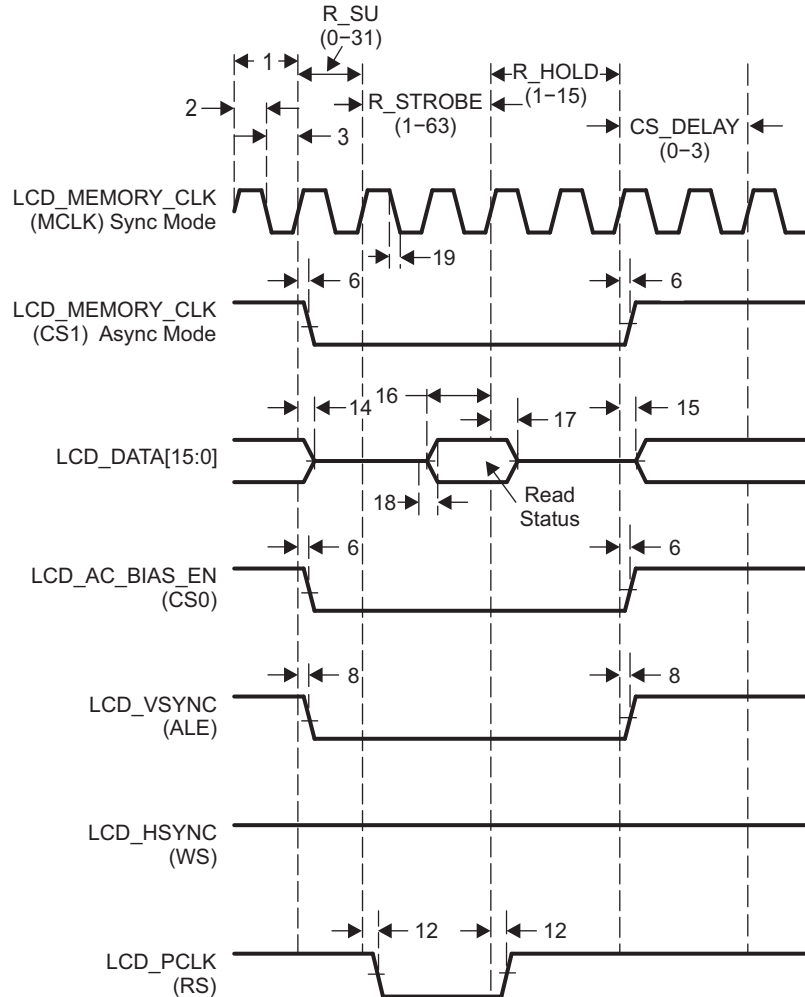 R_SU
(0−31)
1
R_HOLD
(1−15)
2
R_STROBE
(1−63)
3
CS_DELAY
(0−3)
LCD_MEMORY_CLK
(MCLK) Sync Mode
19
6
6
LCD_MEMORY_CLK
(CS1) Async Mode
16
14
17
15
LCD_DATA[15:0]
18
Read
Status
6
6
LCD_AC_BIAS_EN
(CS0)
8
8
LCD_VSYNC
(ALE)
LCD_HSYNC
(WS)
12
12
LCD_PCLK
(RS)